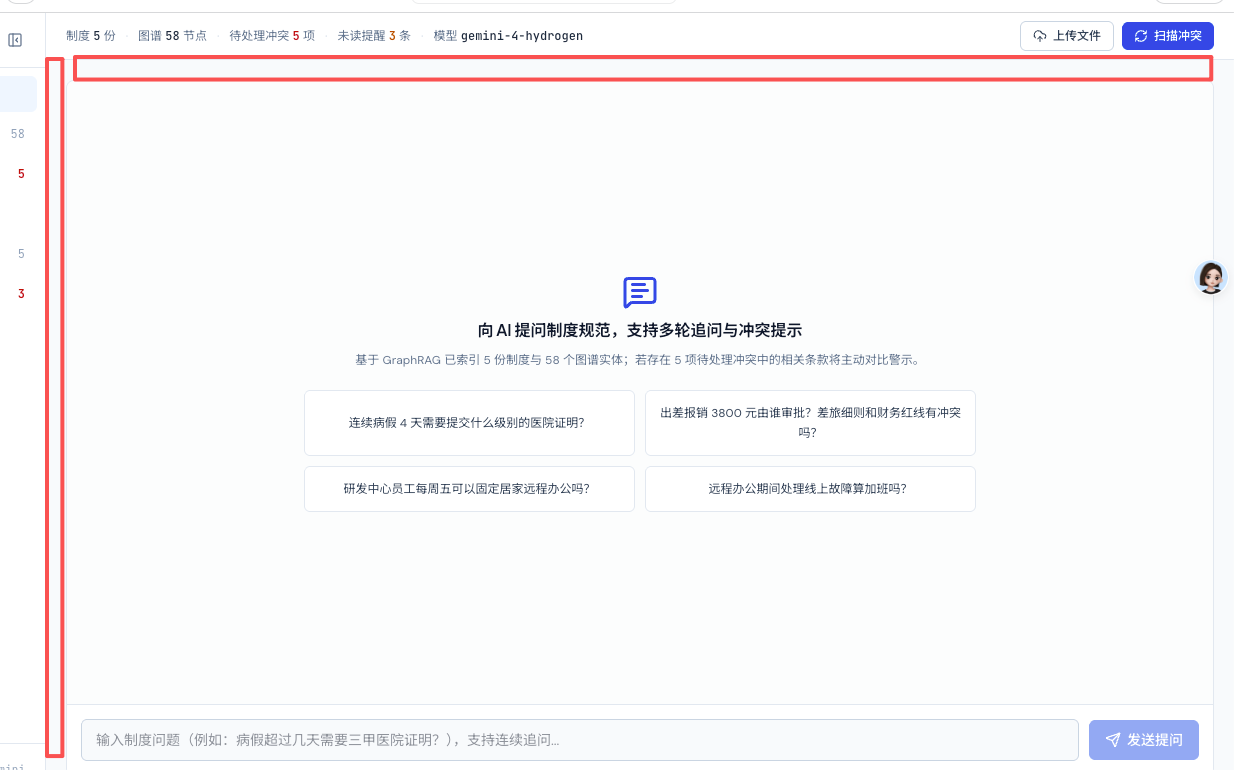 制度 5 份 · 图谱 58 节点 · 待处理冲突 5 项 · 未读提醒 3 条 · 模型 gemini-4-hydrogen
上传文件
扫描冲突
58
5
5
3
向 AI 提问制度规范，支持多轮追问与冲突提示
基于 GraphRAG 已索引 5 份制度与 58 个图谱实体；若存在 5 项待处理冲突中的相关条款将主动对比警示。
连续病假 4 天需要提交什么级别的医院证明？
出差报销 3800 元由谁审批？差旅细则和财务红线有冲突
吗？
研发中心员工每周五可以固定居家远程办公吗？
远程办公期间处理线上故障算加班吗？
输入制度问题（例如：病假超过几天需要三甲医院证明？），支持连续追问…
发送提问